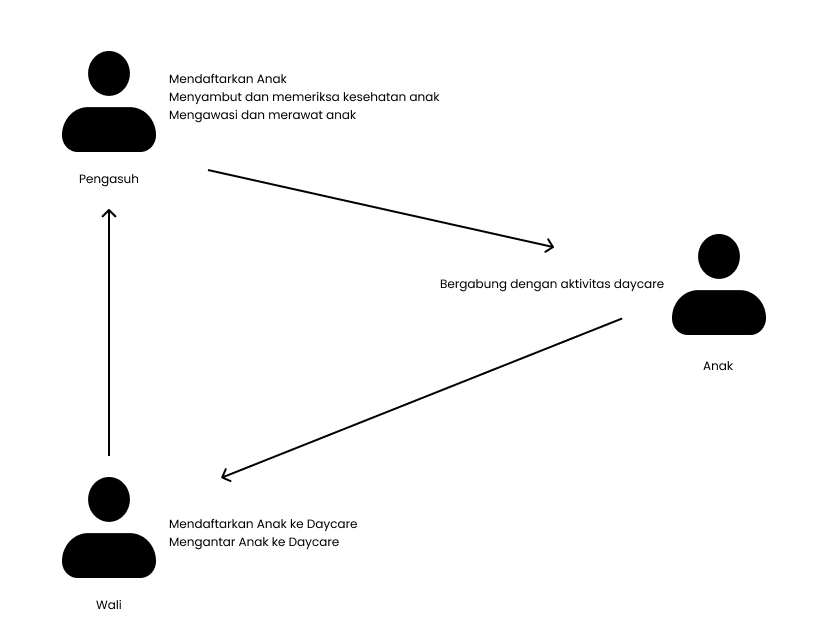 Mendaftarkan Anak
Menyambut dan memeriksa kesehatan anak
Mengawasi dan merawat anak
Pengasuh
Bergabung dengan aktivitas daycare
Anak
Mendaftarkan Anak ke Daycare
Mengantar Anak ke Daycare
Wali